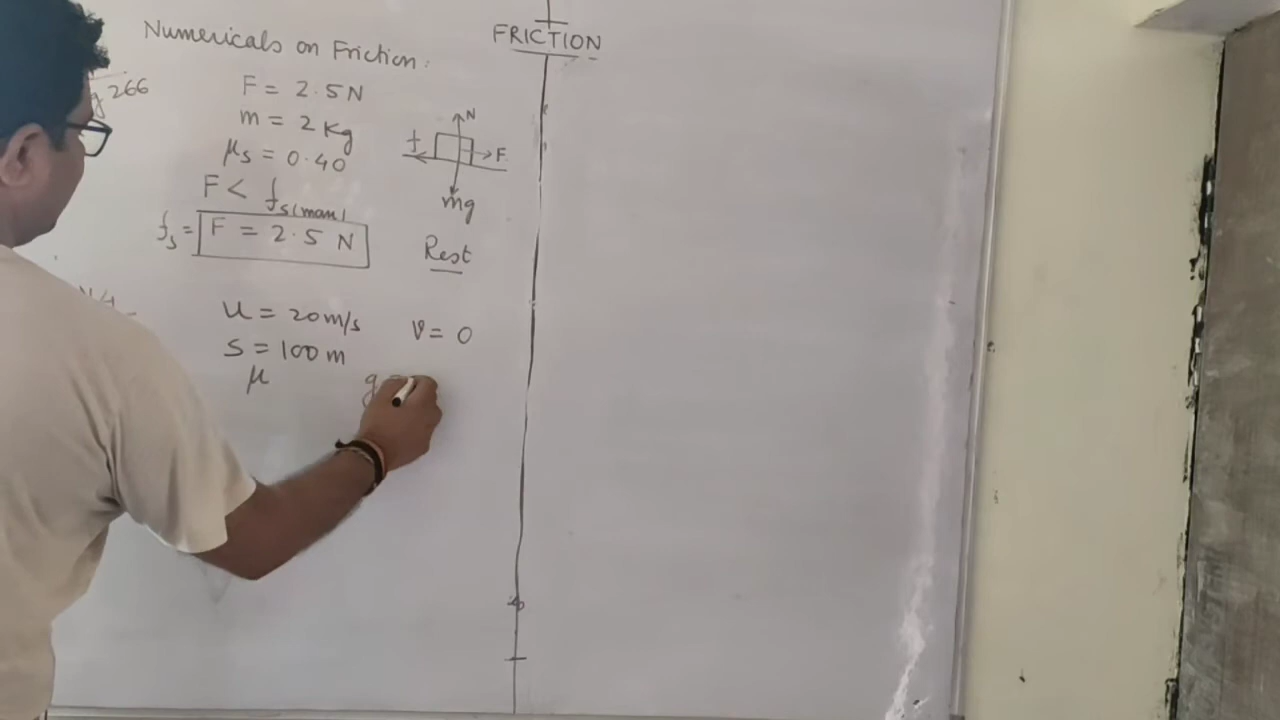 FRICTION
Numericals on Friction:
266
F = 2.5 N
m = 2 Kg
μs = 0.40
F < fs(max)
fs = F = 2.5 N
N
f
F
mg
Rest
u = 20 m/s
v = 0
s = 100 m
μ
g =